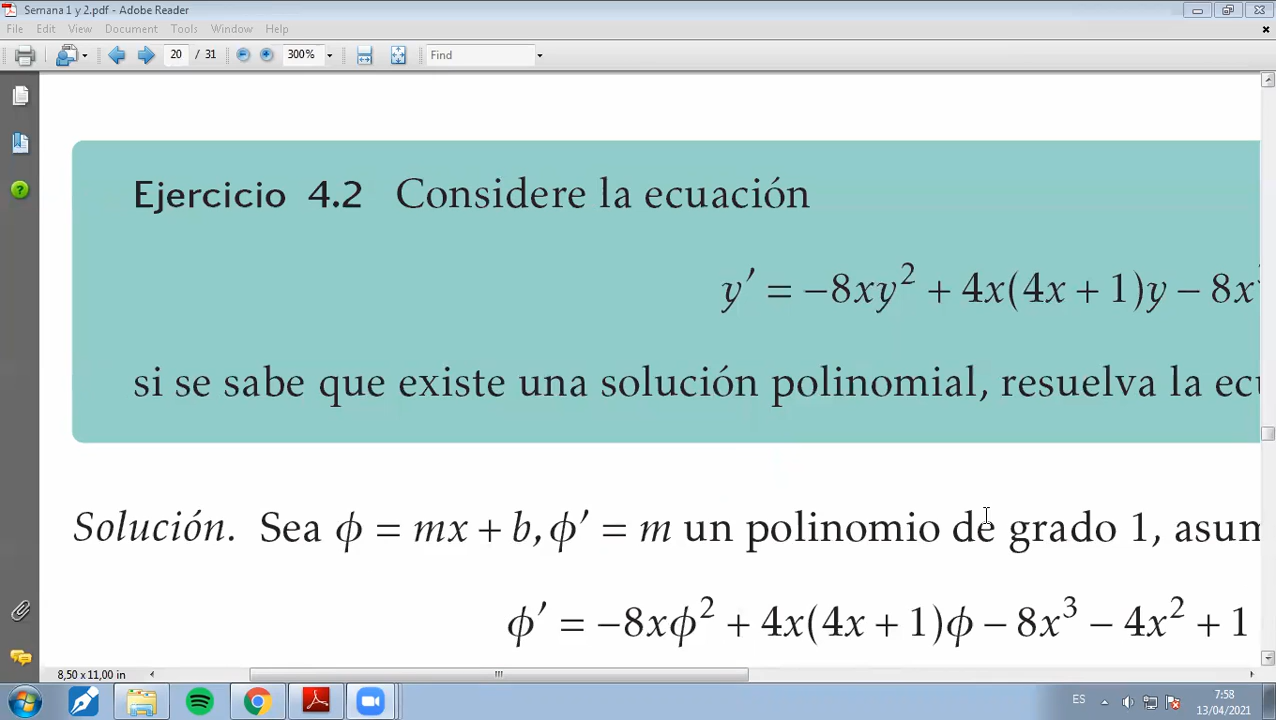 Semana 1 y 2.pdf - Adobe Reader
File Edit View Document Tools Window Help
20 / 31 300% Find
Ejercicio 4.2 Considere la ecuación
y′ = −8xy² + 4x(4x + 1)y − 8x
si se sabe que existe una solución polinomial, resuelva la ecu
Solución. Sea ϕ = mx + b, ϕ′ = m un polinomio de grado 1, asum
ϕ′ = −8xϕ² + 4x(4x + 1)ϕ − 8x³ − 4x² + 1
8,50 x 11,00 in
ES 7:58
13/04/2021